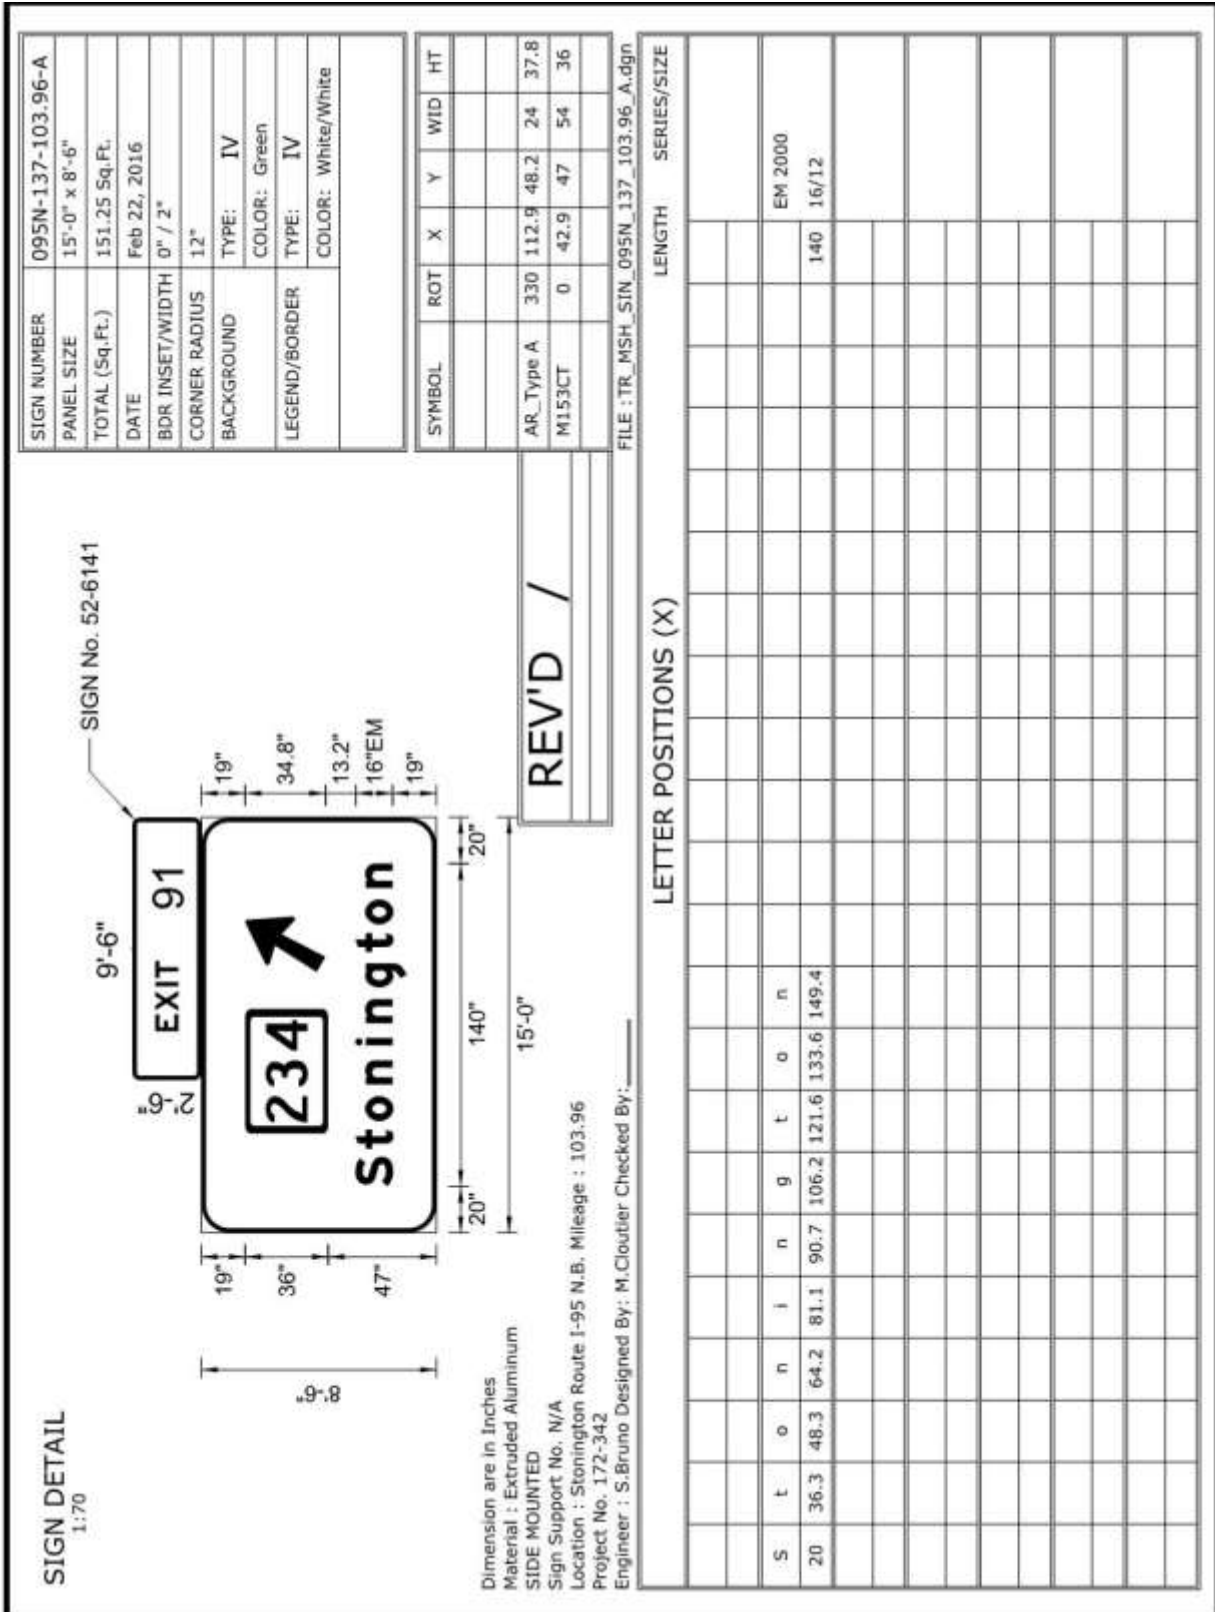 SIGN DETAIL
1:70
SIGN No. 52-6141
9'-6"
2'-6"
EXIT 91
234
Stonington
8'-6"
19"
36"
47"
19"
34.8"
13.2"
16"EM
19"
20"
140"
20"
15'-0"
SIGN NUMBER 095N-137-103.96-A
PANEL SIZE 15'-0" x 8'-6"
TOTAL (Sq.Ft.) 151.25 Sq.Ft.
DATE Feb 22, 2016
BDR INSET/WIDTH 0" / 2"
CORNER RADIUS 12"
BACKGROUND TYPE: IV
COLOR: Green
LEGEND/BORDER TYPE: IV
COLOR: White/White
SYMBOL ROT X Y WID HT
AR_Type A 330 112.9 48.2 24 37.8
M153CT 0 42.9 47 54 36
REV'D /
Dimension are in Inches
Material : Extruded Aluminum
SIDE MOUNTED
Sign Support No. N/A
Location : Stonington Route I-95 N.B. Mileage : 103.96
Project No. 172-342
Engineer : S.Bruno Designed By: M.Cloutier Checked By:
FILE : TR_MSH_SIN_095N_137_103.96_A.dgn
LETTER POSITIONS (X) LENGTH SERIES/SIZE
S t o n i n g t o n EM 2000
20 36.3 48.3 64.2 81.1 90.7 106.2 121.6 133.6 149.4 140 16/12